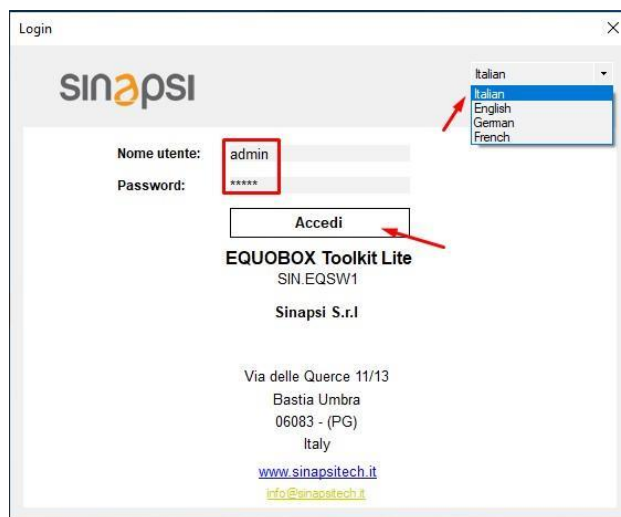 Login
sinapsi
Italian
Italian
English
German
French
Nome utente: admin
Password: *****
Accedi
EQUOBOX Toolkit Lite
SIN.EQSW1
Sinapsi S.r.l
Via delle Querce 11/13
Bastia Umbra
06083 - (PG)
Italy
www.sinapsitech.it
info@sinapsitech.it